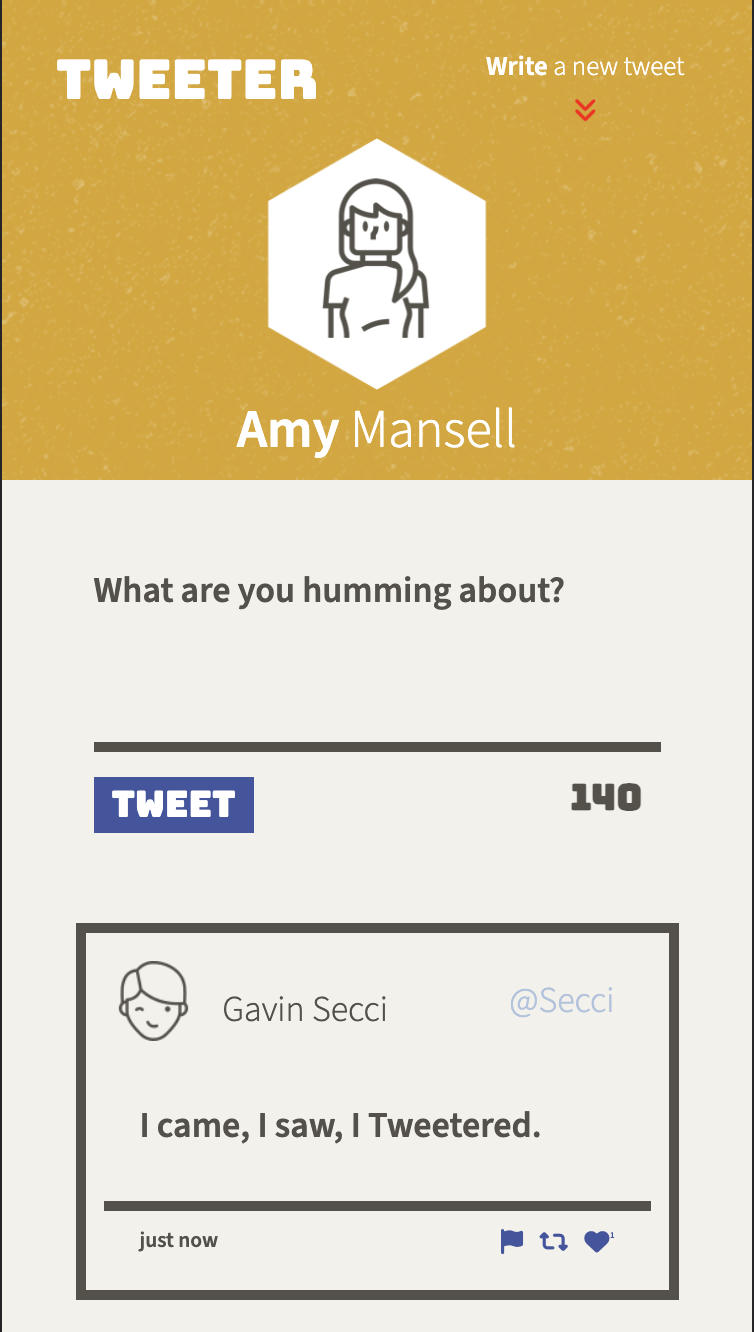 TWEETER
Write a new tweet
Amy Mansell
What are you humming about?
TWEET
140
Gavin Secci
@Secci
I came, I saw, I Tweetered.
just now
1